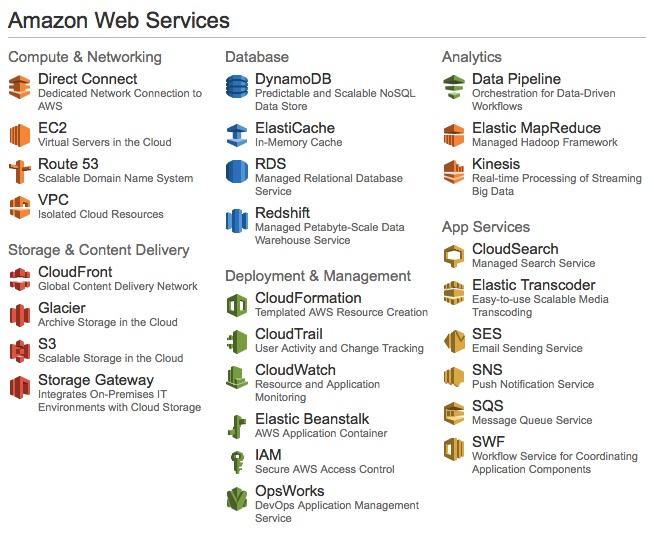 Amazon Web Services
Compute & Networking
Direct Connect
Dedicated Network Connection to
AWS
EC2
Virtual Servers in the Cloud
Route 53
Scalable Domain Name System
VPC
Isolated Cloud Resources
Storage & Content Delivery
CloudFront
Global Content Delivery Network
Glacier
Archive Storage in the Cloud
S3
Scalable Storage in the Cloud
Storage Gateway
Integrates On-Premises IT
Environments with Cloud Storage
Database
DynamoDB
Predictable and Scalable NoSQL
Data Store
ElastiCache
In-Memory Cache
RDS
Managed Relational Database
Service
Redshift
Managed Petabyte-Scale Data
Warehouse Service
Deployment & Management
CloudFormation
Templated AWS Resource Creation
CloudTrail
User Activity and Change Tracking
CloudWatch
Resource and Application
Monitoring
Elastic Beanstalk
AWS Application Container
IAM
Secure AWS Access Control
OpsWorks
DevOps Application Management
Service
Analytics
Data Pipeline
Orchestration for Data-Driven
Workflows
Elastic MapReduce
Managed Hadoop Framework
Kinesis
Real-time Processing of Streaming
Big Data
App Services
CloudSearch
Managed Search Service
Elastic Transcoder
Easy-to-use Scalable Media
Transcoding
SES
Email Sending Service
SNS
Push Notification Service
SQS
Message Queue Service
SWF
Workflow Service for Coordinating
Application Components